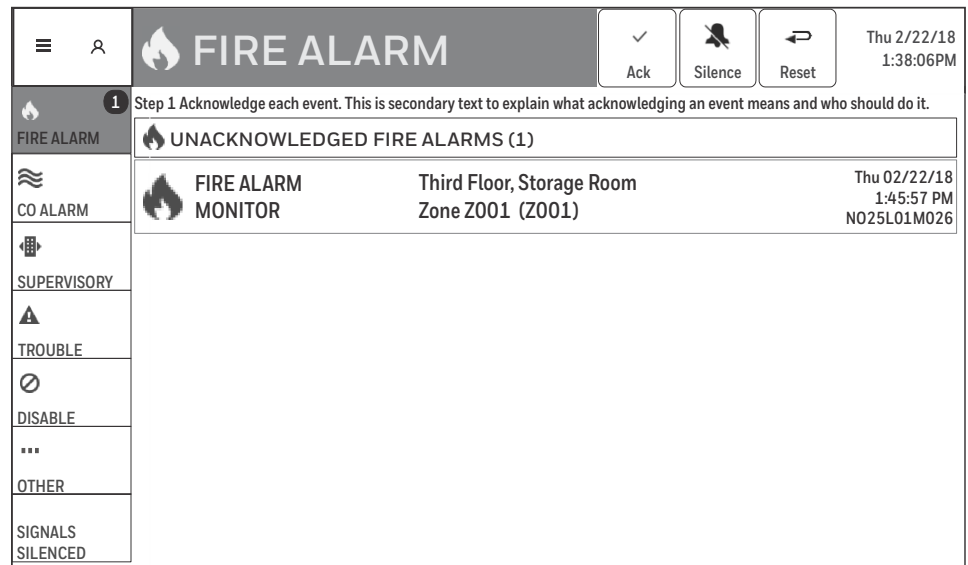 FIRE ALARM
Ack
Silence
Reset
Thu 2/22/18
1:38:06PM
1
FIRE ALARM
CO ALARM
SUPERVISORY
TROUBLE
DISABLE
OTHER
SIGNALS
SILENCED
Step 1 Acknowledge each event. This is secondary text to explain what acknowledging an event means and who should do it.
UNACKNOWLEDGED FIRE ALARMS (1)
FIRE ALARM
MONITOR
Third Floor, Storage Room
Zone Z001 (Z001)
Thu 02/22/18
1:45:57 PM
N025L01M026